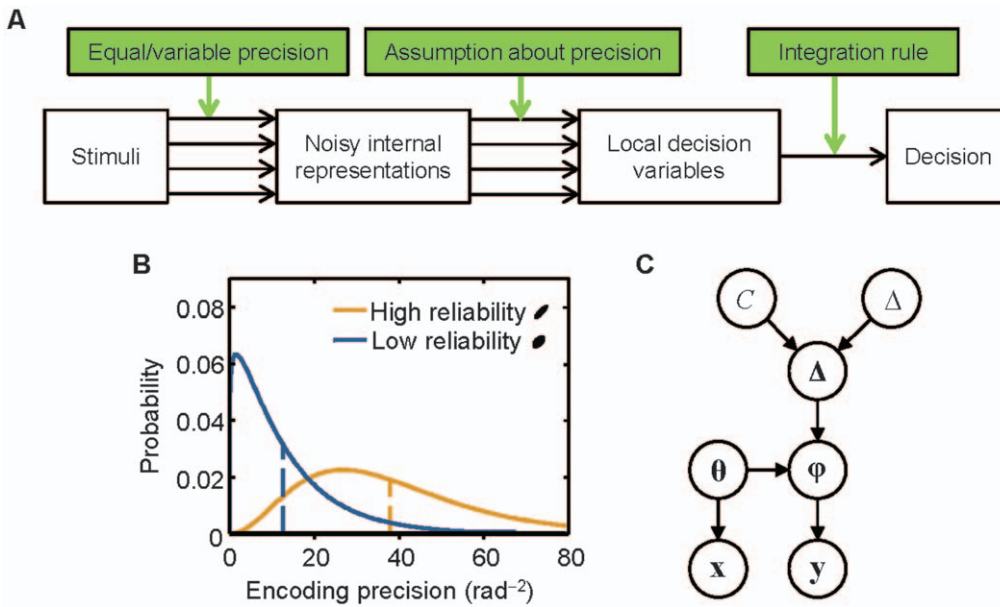 A
Equal/variable precision
Assumption about precision
Integration rule
Stimuli
Noisy internal
representations
Local decision
variables
Decision
B
High reliability
Low reliability
Probability
0.08
0.06
0.04
0.02
0
0
20
40
60
80
Encoding precision (rad⁻²)
C
C
Δ
Δ
θ
φ
x
y